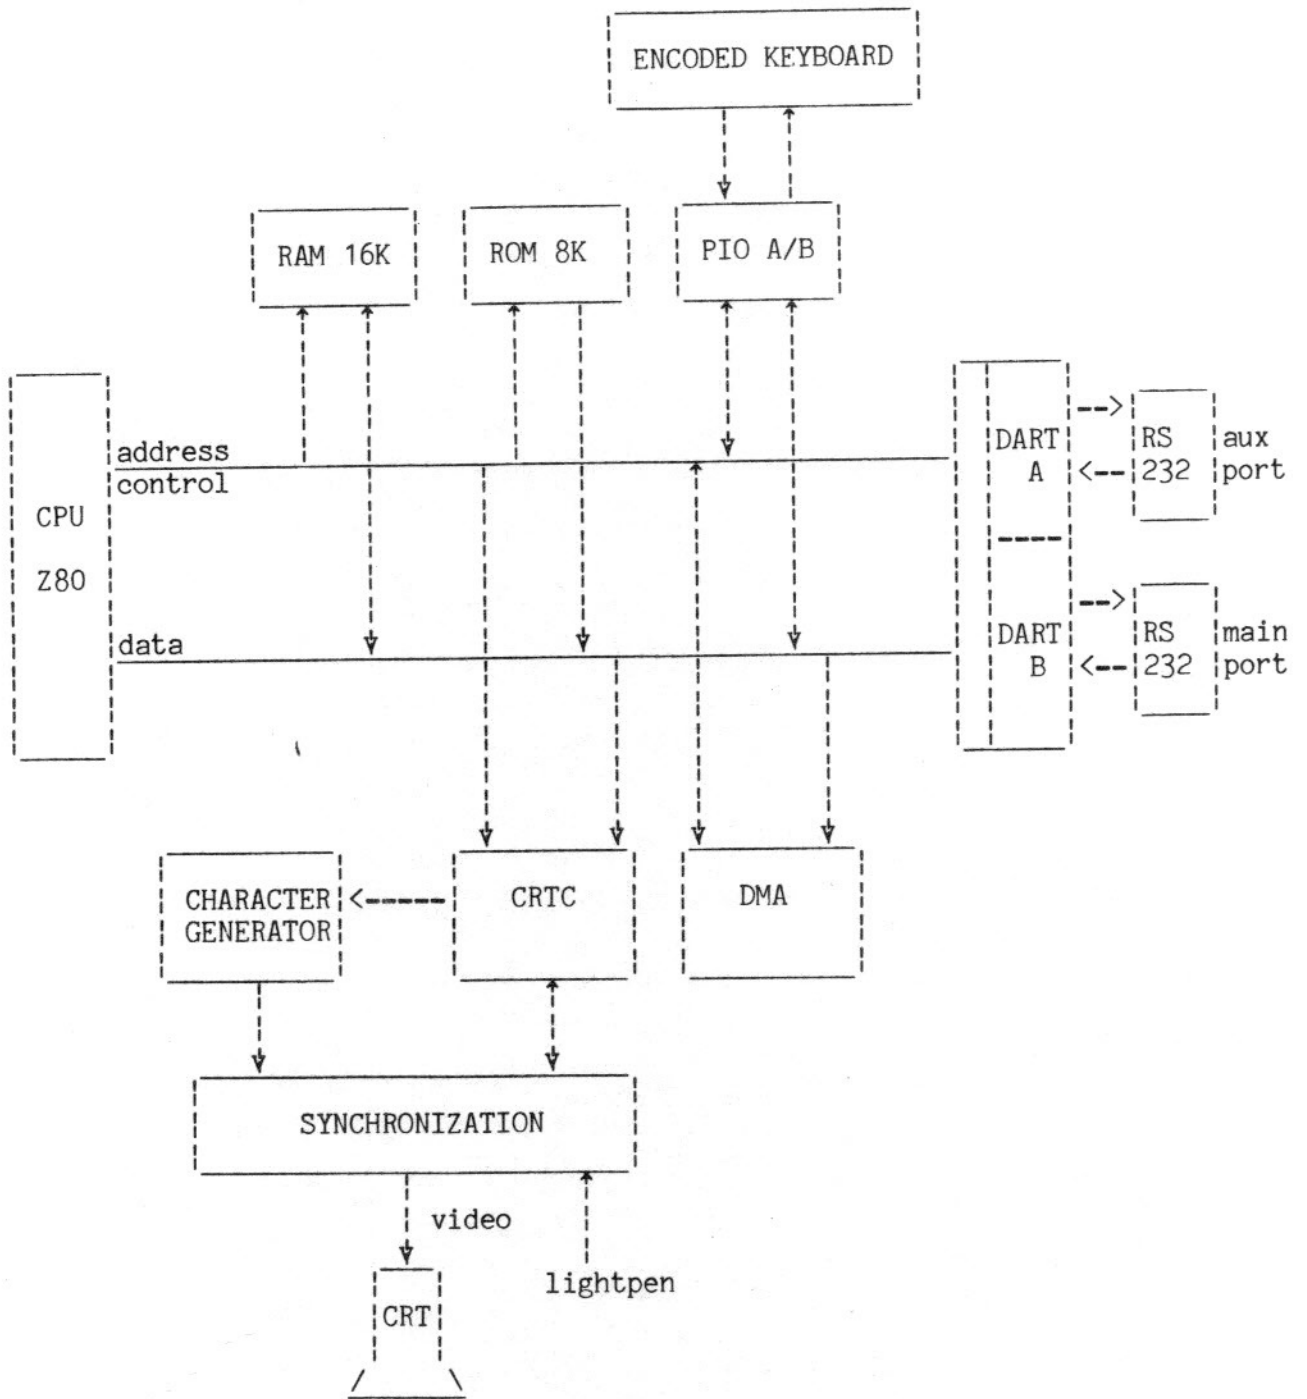 ENCODED KEYBOARD
RAM 16K
ROM 8K
PIO A/B
address
control
data
CPU
Z80
DART
A
RS
232
aux
port
DART
B
RS
232
main
port
CHARACTER
GENERATOR
CRTC
DMA
SYNCHRONIZATION
video
lightpen
CRT